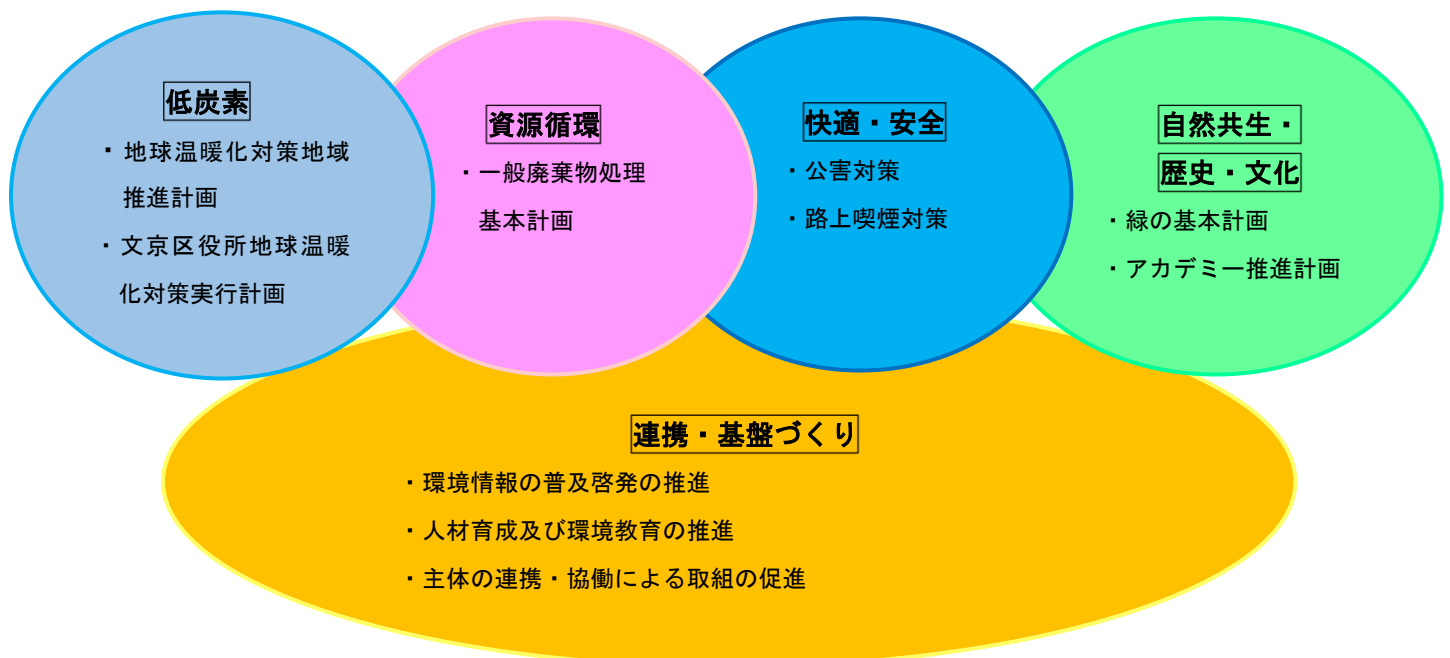 低炭素
・地球温暖化対策地域
推進計画
・文京区役所地球温暖
化対策実行計画
資源循環
・一般廃棄物処理
基本計画
快適・安全
・公害対策
・路上喫煙対策
自然共生・
歴史・文化
・緑の基本計画
・アカデミー推進計画
連携・基盤づくり
・環境情報の普及啓発の推進
・人材育成及び環境教育の推進
・主体の連携・協働による取組の促進